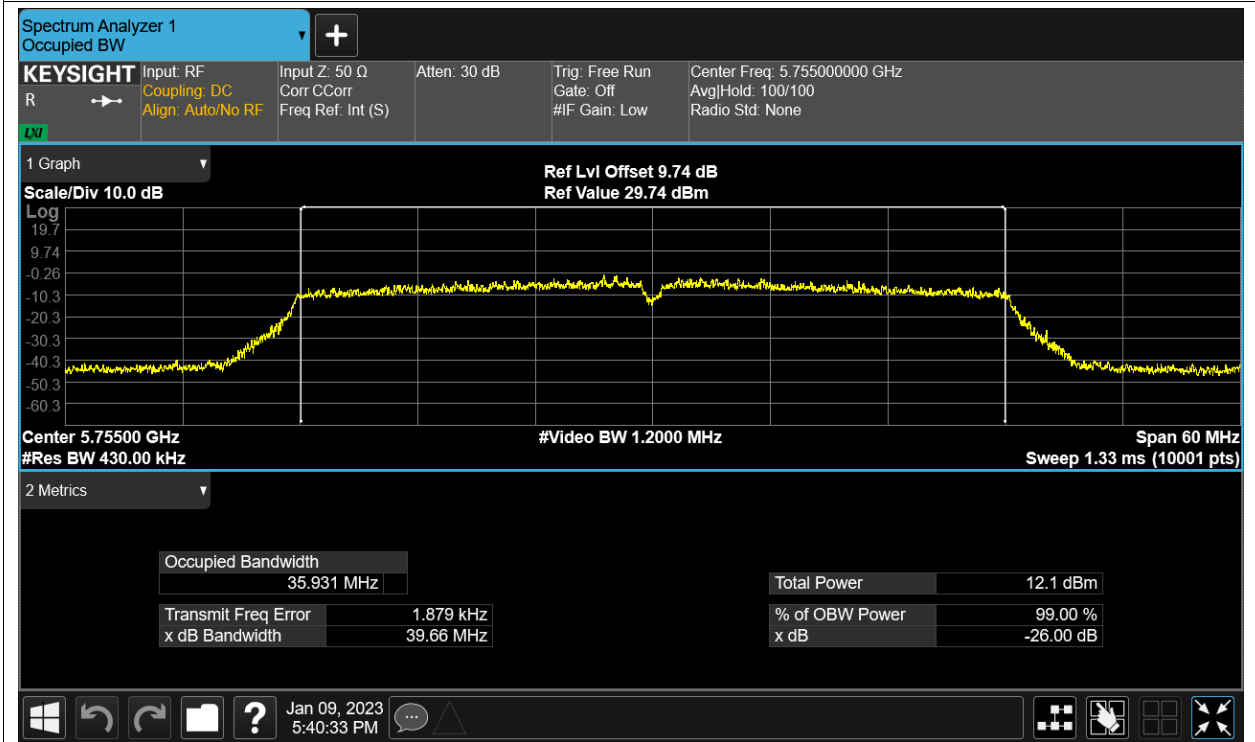 Spectrum Analyzer 1
Occupied BW
KEYSIGHT Input: RF Input Z: 50 Ω Atten: 30 dB Trig: Free Run Center Freq: 5.755000000 GHz
R Coupling: DC Corr CCorr Gate: Off Avg|Hold: 100/100
Align: Auto/No RF Freq Ref: Int (S) #IF Gain: Low Radio Std: None
LXI
1 Graph
Ref Lvl Offset 9.74 dB
Scale/Div 10.0 dB Ref Value 29.74 dBm
Log
19.7
9.74
-0.26
-10.3
-20.3
-30.3
-40.3
-50.3
-60.3
Center 5.75500 GHz #Video BW 1.2000 MHz Span 60 MHz
#Res BW 430.00 kHz Sweep 1.33 ms (10001 pts)
2 Metrics
Occupied Bandwidth
35.931 MHz Total Power 12.1 dBm
Transmit Freq Error 1.879 kHz % of OBW Power 99.00 %
x dB Bandwidth 39.66 MHz x dB -26.00 dB
? Jan 09, 2023
5:40:33 PM